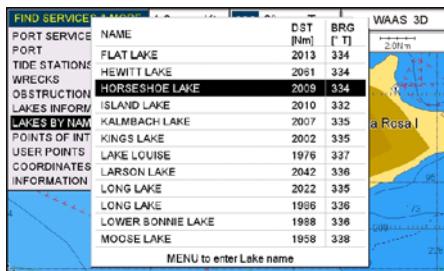 FIND SERVICES
WAAS 3D
2.0Nm
PORT SERVICE
PORT
TIDE STATIONS
WRECKS
OBSTRUCTION
LAKES INFORM
LAKES BY NAM
POINTS OF INT
USER POINTS
COORDINATES
INFORMATION
NAME DST [Nm] BRG [° T]
FLAT LAKE 2013 334
HEWITT LAKE 2061 334
HORSESHOE LAKE 2009 334
ISLAND LAKE 2010 332
KALMBACH LAKE 2007 335
KINGS LAKE 2002 335
LAKE LOUISE 1976 337
LARSON LAKE 2042 336
LONG LAKE 2022 335
LONG LAKE 1986 336
LOWER BONNIE LAKE 1988 336
MOOSE LAKE 1958 338
MENU to enter Lake name
a Rosa I
95
73